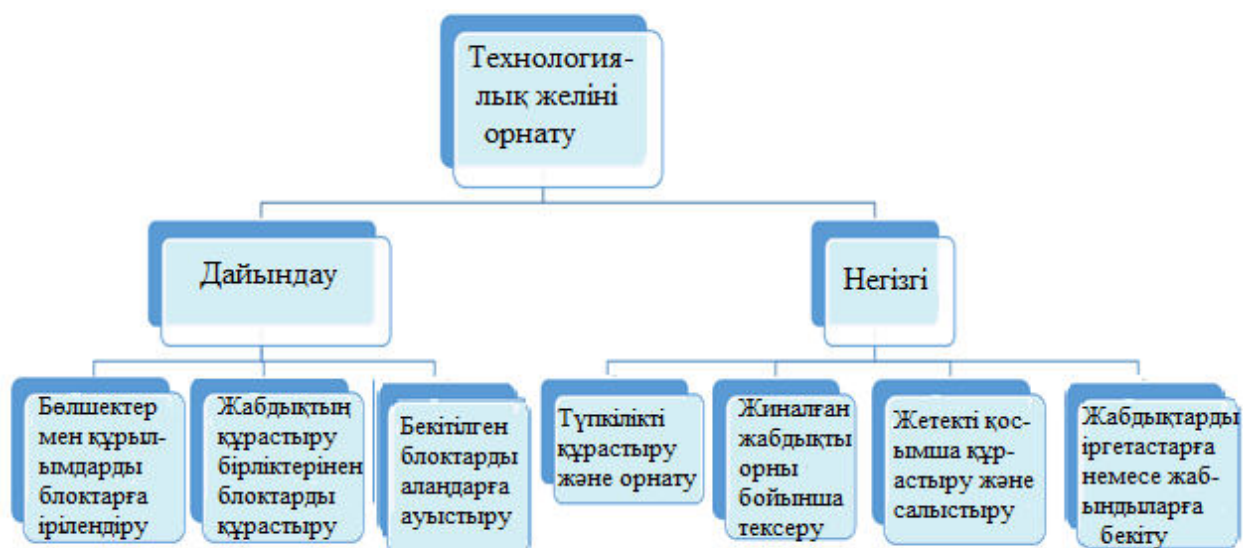 Технология-
лық желіні
орнату
Дайындау
Негізгі
Бөлшектер
мен құрыл-
ымдарды
блоктарға
ірілендіру
Жабдықтың
құрастыру
бірліктерінен
блоктарды
құрастыру
Бекітілген
блоктарды
алаңдарға
ауыстыру
Түпкілікті
құрастыру
және орнату
Жиналған
жабдықты
орны
бойынша
тексеру
Жетекті қос-
ымша құр-
астыру және
салыстыру
Жабдықтарды
іргетастарға
немесе жаб-
ындыларға
бекіту